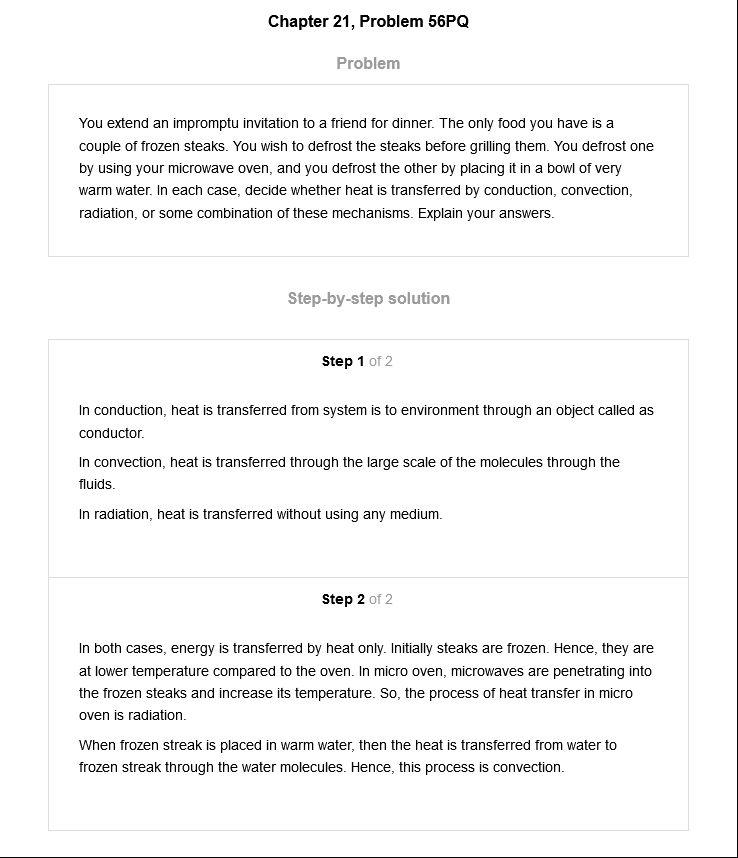 Chapter 21, Problem 56PQ
Problem
You extend an impromptu invitation to a friend for dinner. The only food you have is a
couple of frozen steaks. You wish to defrost the steaks before grilling them. You defrost one
by using your microwave oven, and you defrost the other by placing it in a bowl of very
warm water. In each case, decide whether heat is transferred by conduction, convection,
radiation, or some combination of these mechanisms. Explain your answers.
Step-by-step solution
Step 1 of 2
In conduction, heat is transferred from system is to environment through an object called as
conductor.
In convection, heat is transferred through the large scale of the molecules through the
fluids.
In radiation, heat is transferred without using any medium.
Step 2 of 2
In both cases, energy is transferred by heat only. Initially steaks are frozen. Hence, they are
at lower temperature compared to the oven. In micro oven, microwaves are penetrating into
the frozen steaks and increase its temperature. So, the process of heat transfer in micro
oven is radiation.
When frozen streak is placed in warm water, then the heat is transferred from water to
frozen streak through the water molecules. Hence, this process is convection.